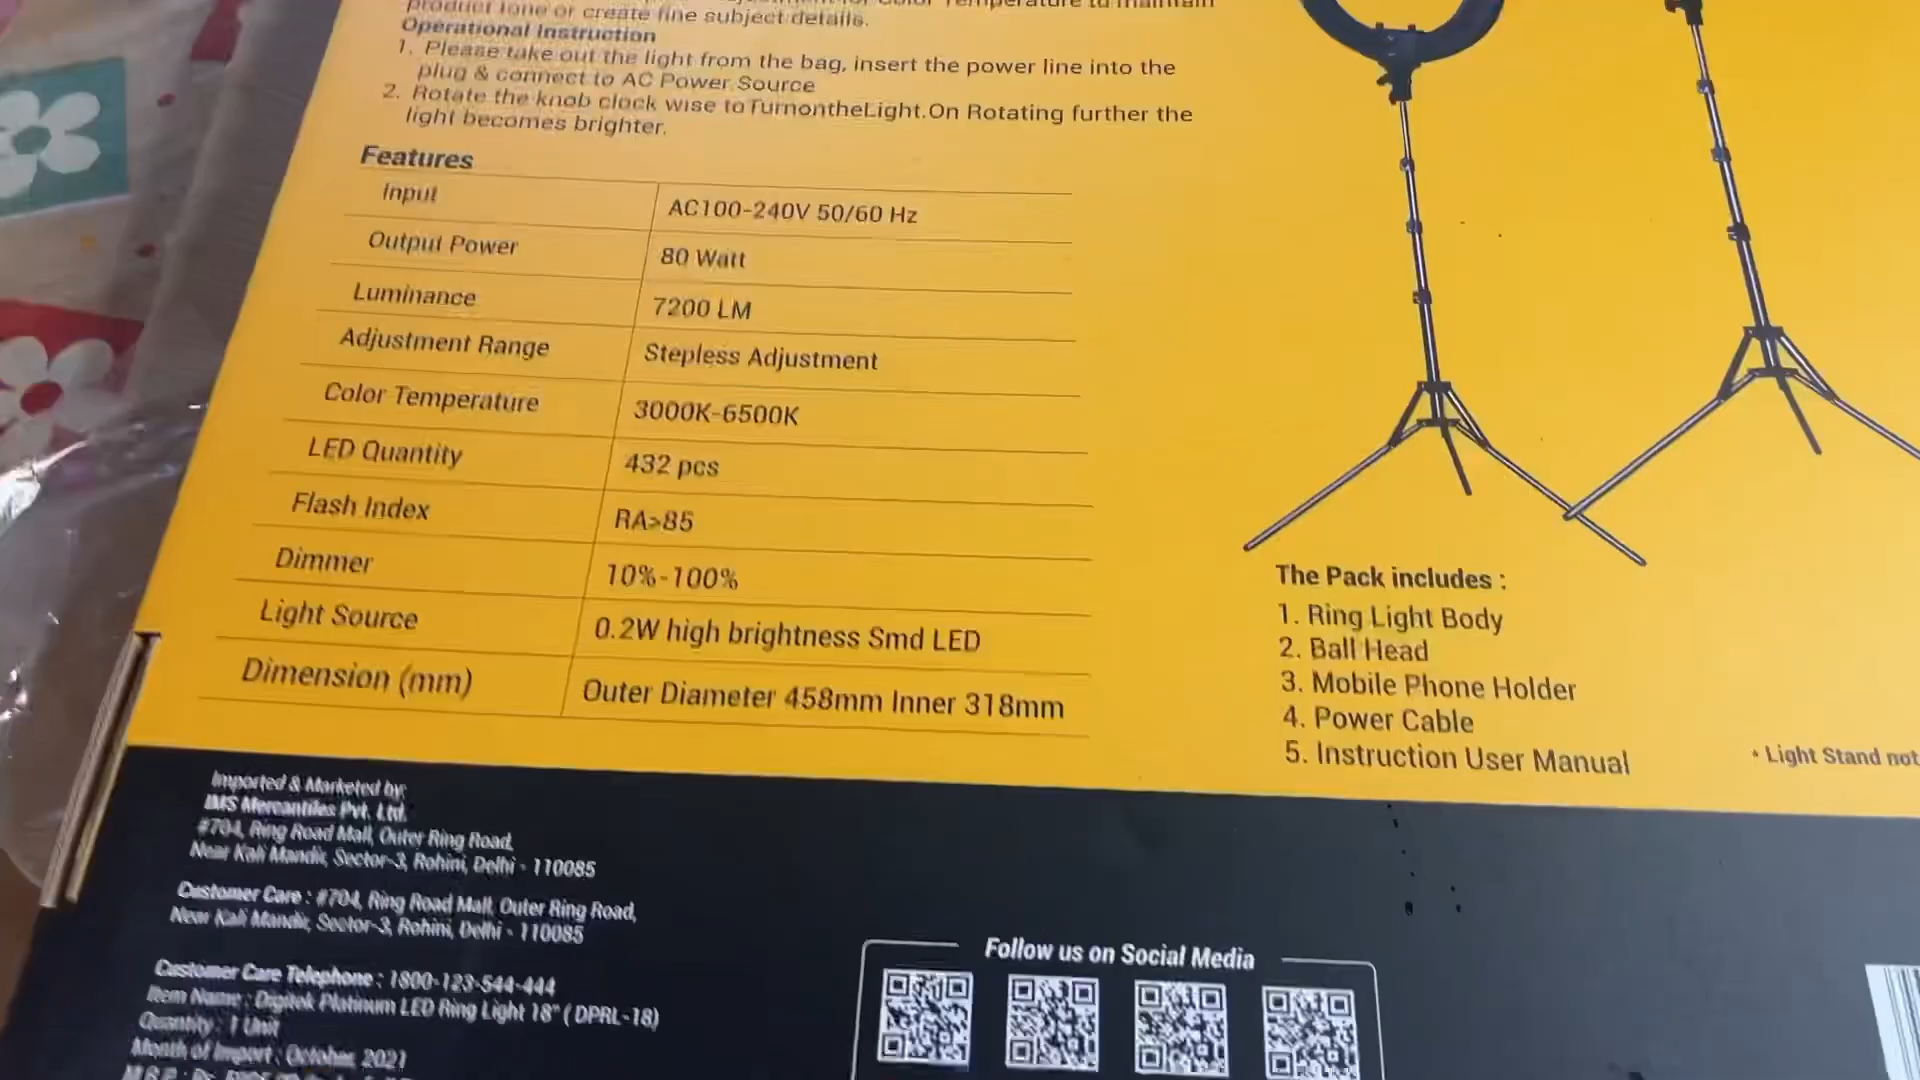 product tone or create fine subject details.
Operational Instruction
1. Please take out the light from the bag, insert the power line into the
plug & connect to AC Power Source
2. Rotate the knob clock wise to TurnontheLight.On Rotating further the
light becomes brighter.
Features
Input AC100-240V 50/60 Hz
Output Power 80 Watt
Luminance 7200 LM
Adjustment Range Stepless Adjustment
Color Temperature 3000K-6500K
LED Quantity 432 pcs
Flash Index RA>85
Dimmer 10%-100%
Light Source 0.2W high brightness Smd LED
Dimension (mm) Outer Diameter 458mm Inner 318mm
The Pack includes :
1. Ring Light Body
2. Ball Head
3. Mobile Phone Holder
4. Power Cable
5. Instruction User Manual
* Light Stand not
Imported & Marketed by:
IMS Mercantiles Pvt. Ltd.
#704, Ring Road Mall, Outer Ring Road,
Near Kali Mandir, Sector-3, Rohini, Delhi - 110085
Customer Care : #704, Ring Road Mall, Outer Ring Road,
Near Kali Mandir, Sector-3, Rohini, Delhi - 110085
Customer Care Telephone : 1800-123-544-444
Item Name : Digitek Platinum LED Ring Light 18" ( DPRL-18)
Quantity : 1 Unit
Month of Import : October, 2021
Follow us on Social Media